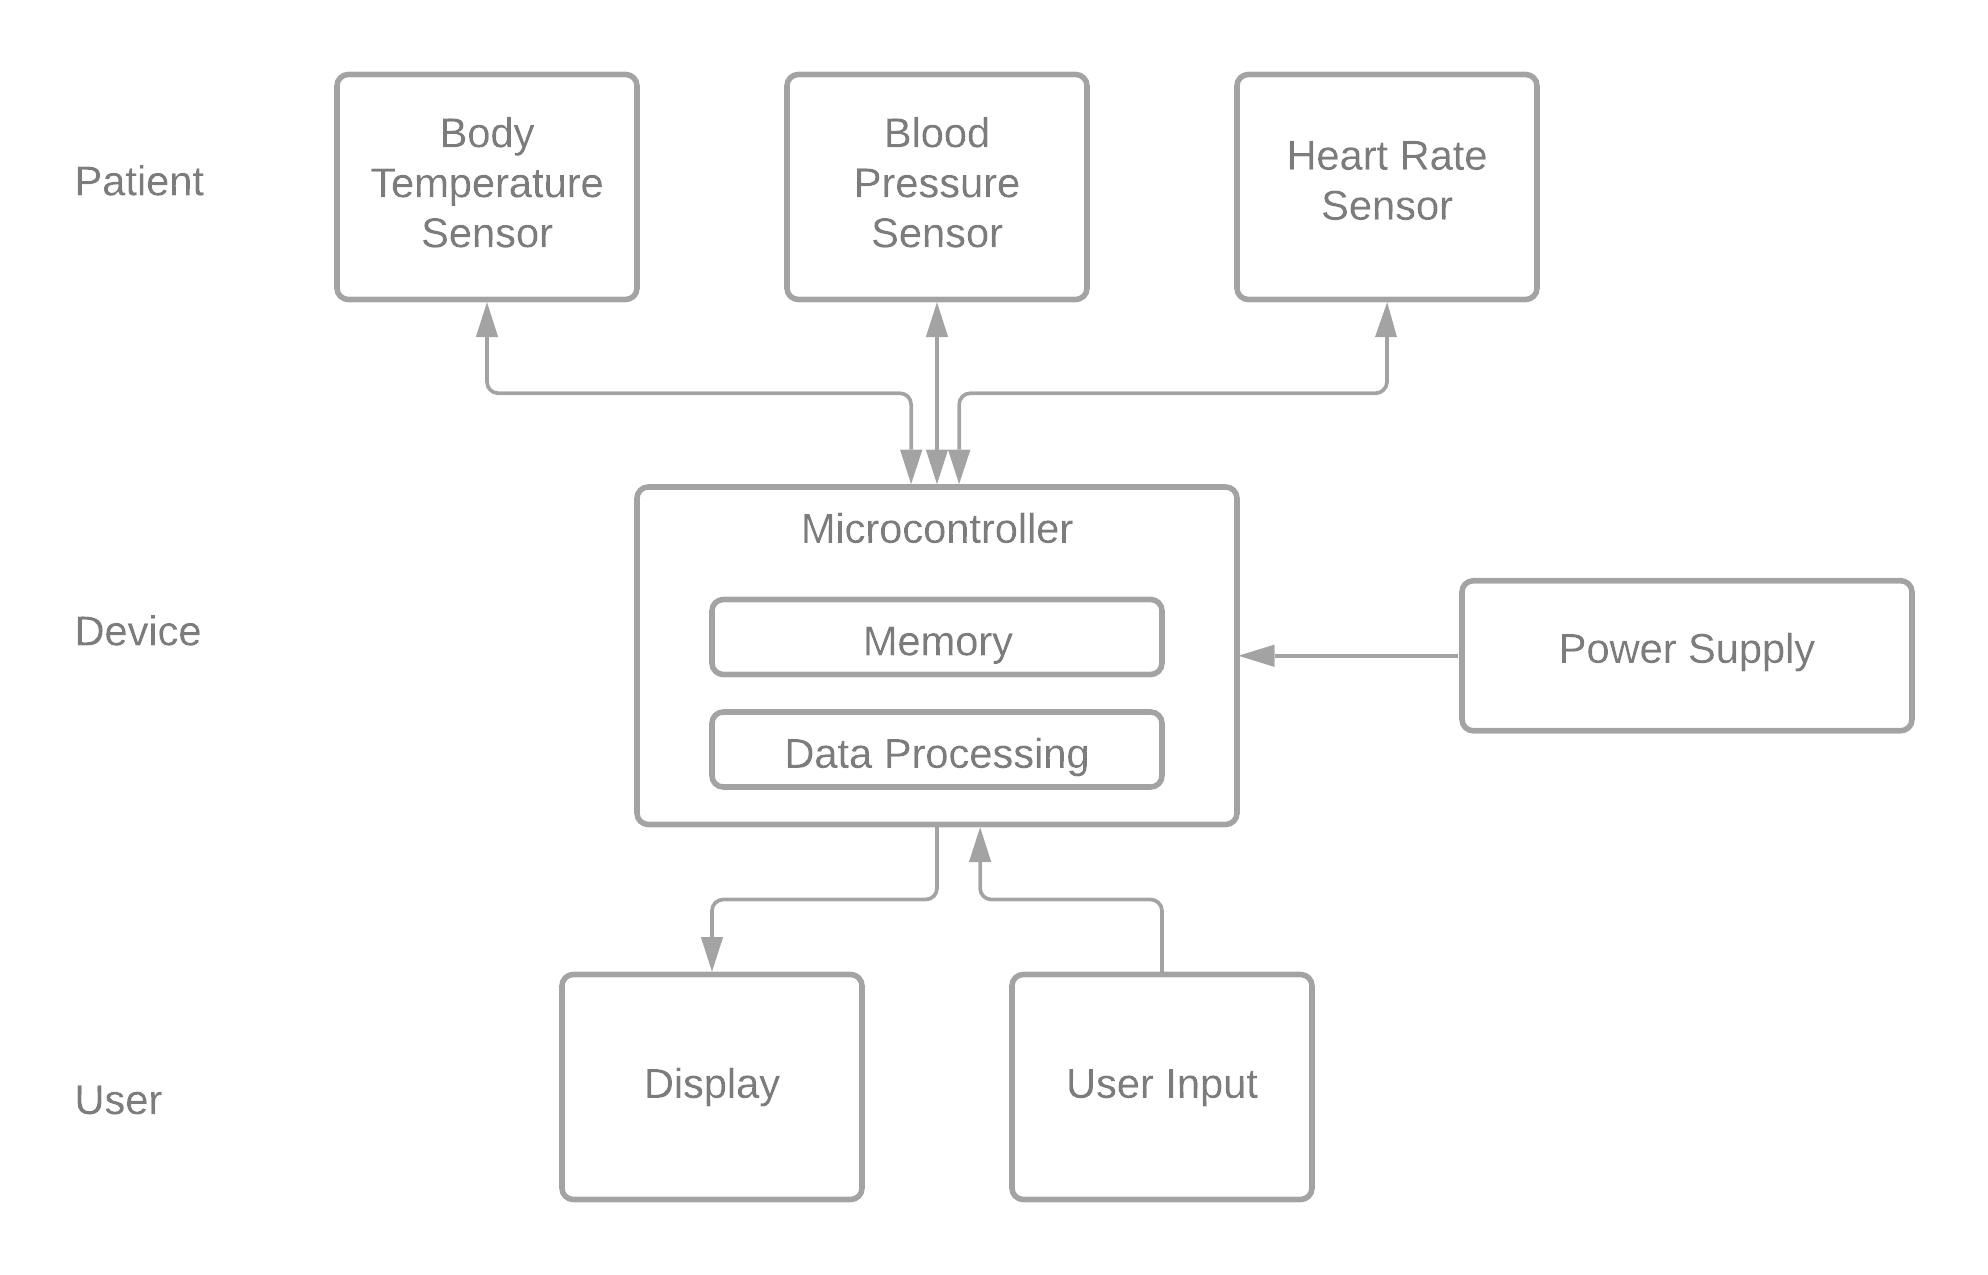 Patient
Body
Temperature
Sensor
Blood
Pressure
Sensor
Heart Rate
Sensor
Device
Microcontroller
Memory
Data Processing
Power Supply
User
Display
User Input